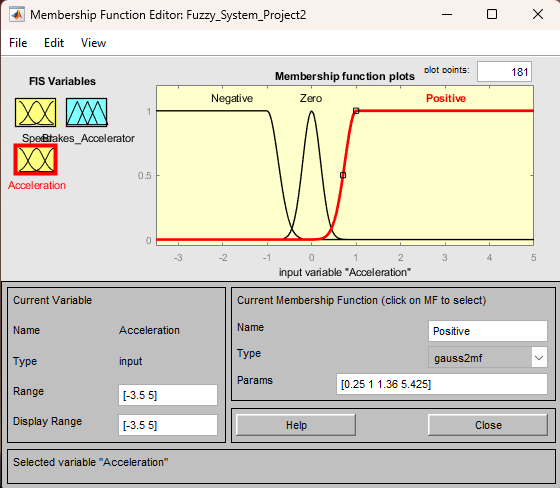 Membership Function Editor: Fuzzy_System_Project2
File Edit View
FIS Variables
Membership function plots
plot points:
181
Speed
Brakes_Accelerator
Acceleration
Negative
Zero
Positive
1
0.5
0
-3 -2 -1 0 1 2 3 4 5
input variable "Acceleration"
Current Variable
Name Acceleration
Type input
Range [-3.5 5]
Display Range [-3.5 5]
Current Membership Function (click on MF to select)
Name Positive
Type gauss2mf
Params [0.25 1 1.36 5.425]
Help Close
Selected variable "Acceleration"